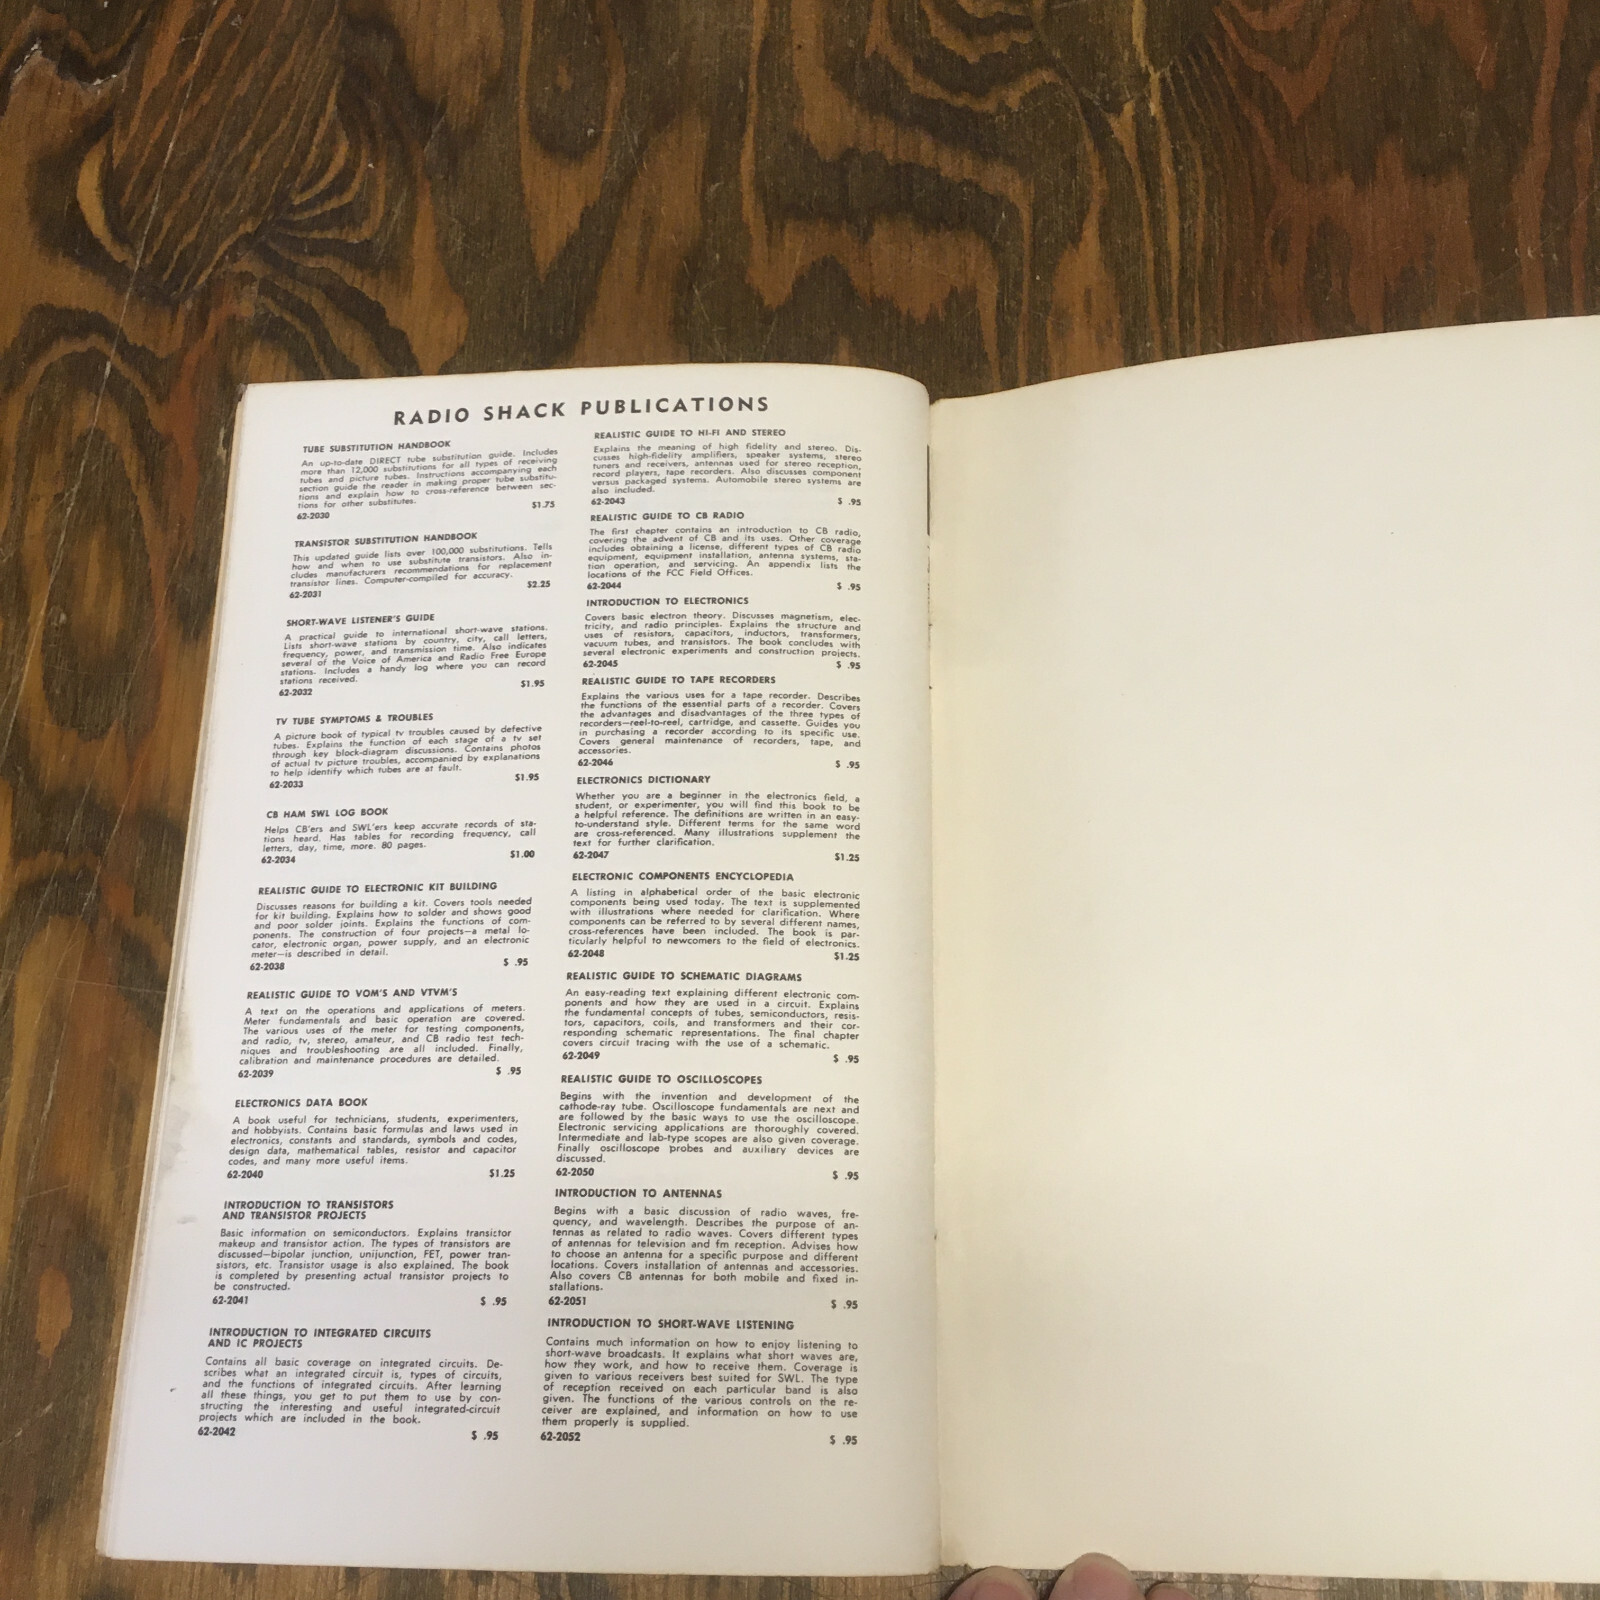 RADIO SHACK PUBLICATIONS
TUBE SUBSTITUTION HANDBOOK
An up-to-date DIRECT tube substitution guide. Includes
more than 12,000 substitutions for all types of receiving
tubes and picture tubes. Instructions accompanying each
section guide the reader in making proper tube substitu-
tions and explain how to cross-reference between sec-
tions for other substitutes.
62-2030 $1.75
TRANSISTOR SUBSTITUTION HANDBOOK
This updated guide lists over 100,000 substitutions. Tells
how and when to use substitute transistors. Also in-
cludes manufacturers recommendations for replacement
transistor lines. Computer-compiled for accuracy.
62-2031 $2.25
SHORT-WAVE LISTENER'S GUIDE
A practical guide to international short-wave stations.
Lists short-wave stations by country, city, call letters,
frequency, power, and transmission time. Also indicates
several of the Voice of America and Radio Free Europe
stations. Includes a handy log where you can record
stations received.
62-2032 $1.95
TV TUBE SYMPTOMS & TROUBLES
A picture book of typical tv troubles caused by defective
tubes. Explains the function of each stage of a tv set
through key block-diagram discussions. Contains photos
of actual tv picture troubles, accompanied by explanations
to help identify which tubes are at fault.
62-2033 $1.95
CB HAM SWL LOG BOOK
Helps CB'ers and SWL'ers keep accurate records of sta-
tions heard. Has tables for recording frequency, call
letters, day, time, more. 80 pages.
62-2034 $1.00
REALISTIC GUIDE TO ELECTRONIC KIT BUILDING
Discusses reasons for building a kit. Covers tools needed
for kit building. Explains how to solder and shows good
and poor solder joints. Explains the functions of com-
ponents. The construction of four projects—a metal lo-
cator, electronic organ, power supply, and an electronic
meter—is described in detail.
62-2038 $ .95
REALISTIC GUIDE TO VOM'S AND VTVM'S
A text on the operations and applications of meters.
Meter fundamentals and basic operation are covered.
The various uses of the meter for testing components,
and radio, tv, stereo, amateur, and CB radio test tech-
niques and troubleshooting are all included. Finally,
calibration and maintenance procedures are detailed.
62-2039 $ .95
ELECTRONICS DATA BOOK
A book useful for technicians, students, experimenters,
and hobbyists. Contains basic formulas and laws used in
electronics, constants and standards, symbols and codes,
design data, mathematical tables, resistor and capacitor
codes, and many more useful items.
62-2040 $1.25
INTRODUCTION TO TRANSISTORS
AND TRANSISTOR PROJECTS
Basic information on semiconductors. Explains transistor
makeup and transistor action. The types of transistors are
discussed—bipolar junction, unijunction, FET, power tran-
sistors, etc. Transistor usage is also explained. The book
is completed by presenting actual transistor projects to
be constructed.
62-2041 $ .95
INTRODUCTION TO INTEGRATED CIRCUITS
AND IC PROJECTS
Contains all basic coverage on integrated circuits. De-
scribes what an integrated circuit is, types of circuits,
and the functions of integrated circuits. After learning
all these things, you get to put them to use by con-
structing the interesting and useful integrated-circuit
projects which are included in the book.
62-2042 $ .95
REALISTIC GUIDE TO HI-FI AND STEREO
Explains the meaning of high fidelity and stereo. Dis-
cusses high-fidelity amplifiers, speaker systems, stereo
tuners and receivers, antennas used for stereo reception,
record players, tape recorders. Also discusses component
versus packaged systems. Automobile stereo systems are
also included.
62-2043 $ .95
REALISTIC GUIDE TO CB RADIO
The first chapter contains an introduction to CB radio,
covering the advent of CB and its uses. Other coverage
includes obtaining a license, different types of CB radio
equipment, equipment installation, antenna systems, sta-
tion operation, and servicing. An appendix lists the
locations of the FCC Field Offices.
62-2044 $ .95
INTRODUCTION TO ELECTRONICS
Covers basic electron theory. Discusses magnetism, elec-
tricity, and radio principles. Explains the structure and
uses of resistors, capacitors, inductors, transformers,
vacuum tubes, and transistors. The book concludes with
several electronic experiments and construction projects.
62-2045 $ .95
REALISTIC GUIDE TO TAPE RECORDERS
Explains the various uses for a tape recorder. Describes
the functions of the essential parts of a recorder. Covers
the advantages and disadvantages of the three types of
recorders—reel-to-reel, cartridge, and cassette. Guides you
in purchasing a recorder according to its specific use.
Covers general maintenance of recorders, tape, and
accessories.
62-2046 $ .95
ELECTRONICS DICTIONARY
Whether you are a beginner in the electronics field, a
student, or experimenter, you will find this book to be
a helpful reference. The definitions are written in an easy-
to-understand style. Different terms for the same word
are cross-referenced. Many illustrations supplement the
text for further clarification.
62-2047 $1.25
ELECTRONIC COMPONENTS ENCYCLOPEDIA
A listing in alphabetical order of the basic electronic
components being used today. The text is supplemented
with illustrations where needed for clarification. Where
components can be referred to by several different names,
cross-references have been included. The book is par-
ticularly helpful to newcomers to the field of electronics.
62-2048 $1.25
REALISTIC GUIDE TO SCHEMATIC DIAGRAMS
An easy-reading text explaining different electronic com-
ponents and how they are used in a circuit. Explains
the fundamental concepts of tubes, semiconductors, resis-
tors, capacitors, coils, and transformers and their cor-
responding schematic representations. The final chapter
covers circuit tracing with the use of a schematic.
62-2049 $ .95
REALISTIC GUIDE TO OSCILLOSCOPES
Begins with the invention and development of the
cathode-ray tube. Oscilloscope fundamentals are next and
are followed by the basic ways to use the oscilloscope.
Electronic servicing applications are thoroughly covered.
Intermediate and lab-type scopes are also given coverage.
Finally oscilloscope probes and auxiliary devices are
discussed.
62-2050 $ .95
INTRODUCTION TO ANTENNAS
Begins with a basic discussion of radio waves, fre-
quency, and wavelength. Describes the purpose of an-
tennas as related to radio waves. Covers different types
of antennas for television and fm reception. Advises how
to choose an antenna for a specific purpose and different
locations. Covers installation of antennas and accessories.
Also covers CB antennas for both mobile and fixed in-
stallations.
62-2051 $ .95
INTRODUCTION TO SHORT-WAVE LISTENING
Contains much information on how to enjoy listening to
short-wave broadcasts. It explains what short waves are,
how they work, and how to receive them. Coverage is
given to various receivers best suited for SWL. The type
of reception received on each particular band is also
given. The functions of the various controls on the re-
ceiver are explained, and information on how to use
them properly is supplied.
62-2052 $ .95